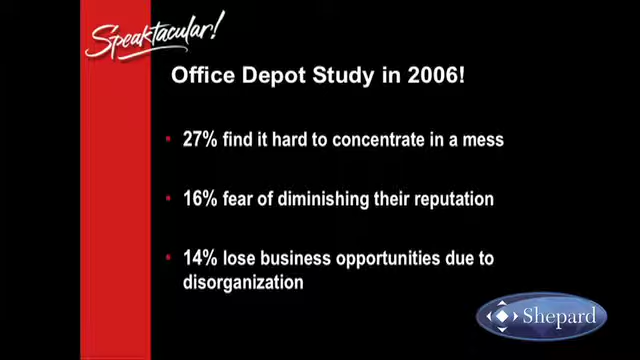 Speaktacular!
Office Depot Study in 2006!
• 27% find it hard to concentrate in a mess
• 16% fear of diminishing their reputation
• 14% lose business opportunities due to
disorganization
Shepard